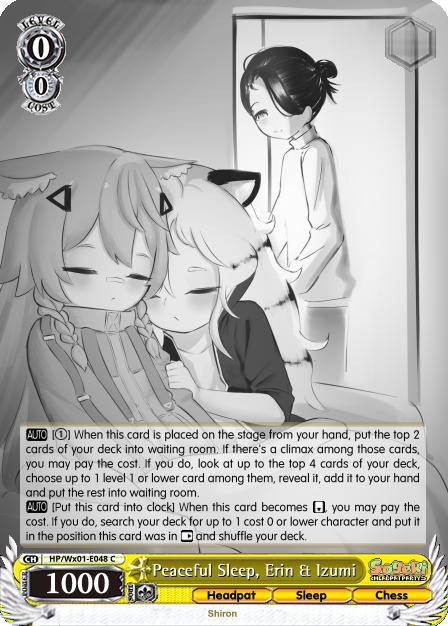 LEVEL
0
0
COST
AUTO [①] When this card is placed on the stage from your hand, put the top 2
cards of your deck into waiting room. If there's a climax among those cards,
you may pay the cost. If you do, look at up to the top 4 cards of your deck,
choose up to 1 level 1 or lower card among them, reveal it, add it to your hand
and put the rest into waiting room.
AUTO [Put this card into clock] When this card becomes , you may pay the
cost. If you do, search your deck for up to 1 cost 0 or lower character and put it
in the position this card was in and shuffle your deck.
CH HP/Wx01-E048 C
POWER 1000 SOUL
Peaceful Sleep, Erin & Izumi
Headpat Sleep Chess
Shiron